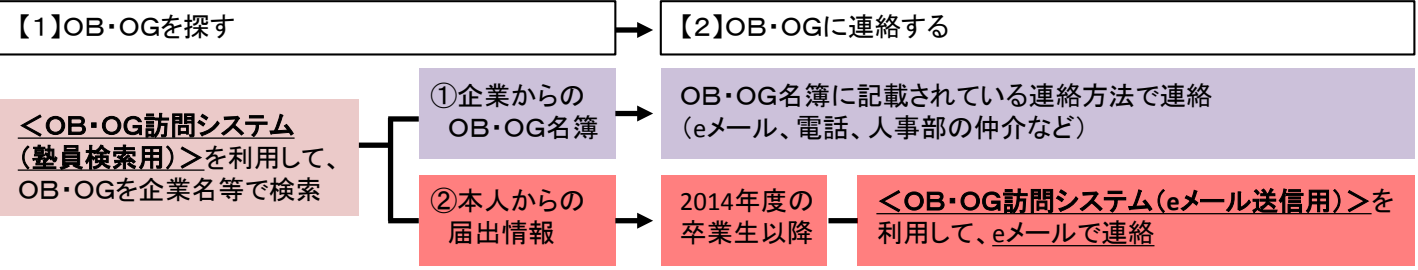 【1】OB・OGを探す
【2】OB・OGに連絡する
＜OB・OG訪問システム
（塾員検索用）＞を利用して、
OB・OGを企業名等で検索
①企業からの
OB・OG名簿
OB・OG名簿に記載されている連絡方法で連絡
（eメール、電話、人事部の仲介など）
②本人からの
届出情報
2014年度の
卒業生以降
＜OB・OG訪問システム（eメール送信用）＞を
利用して、eメールで連絡